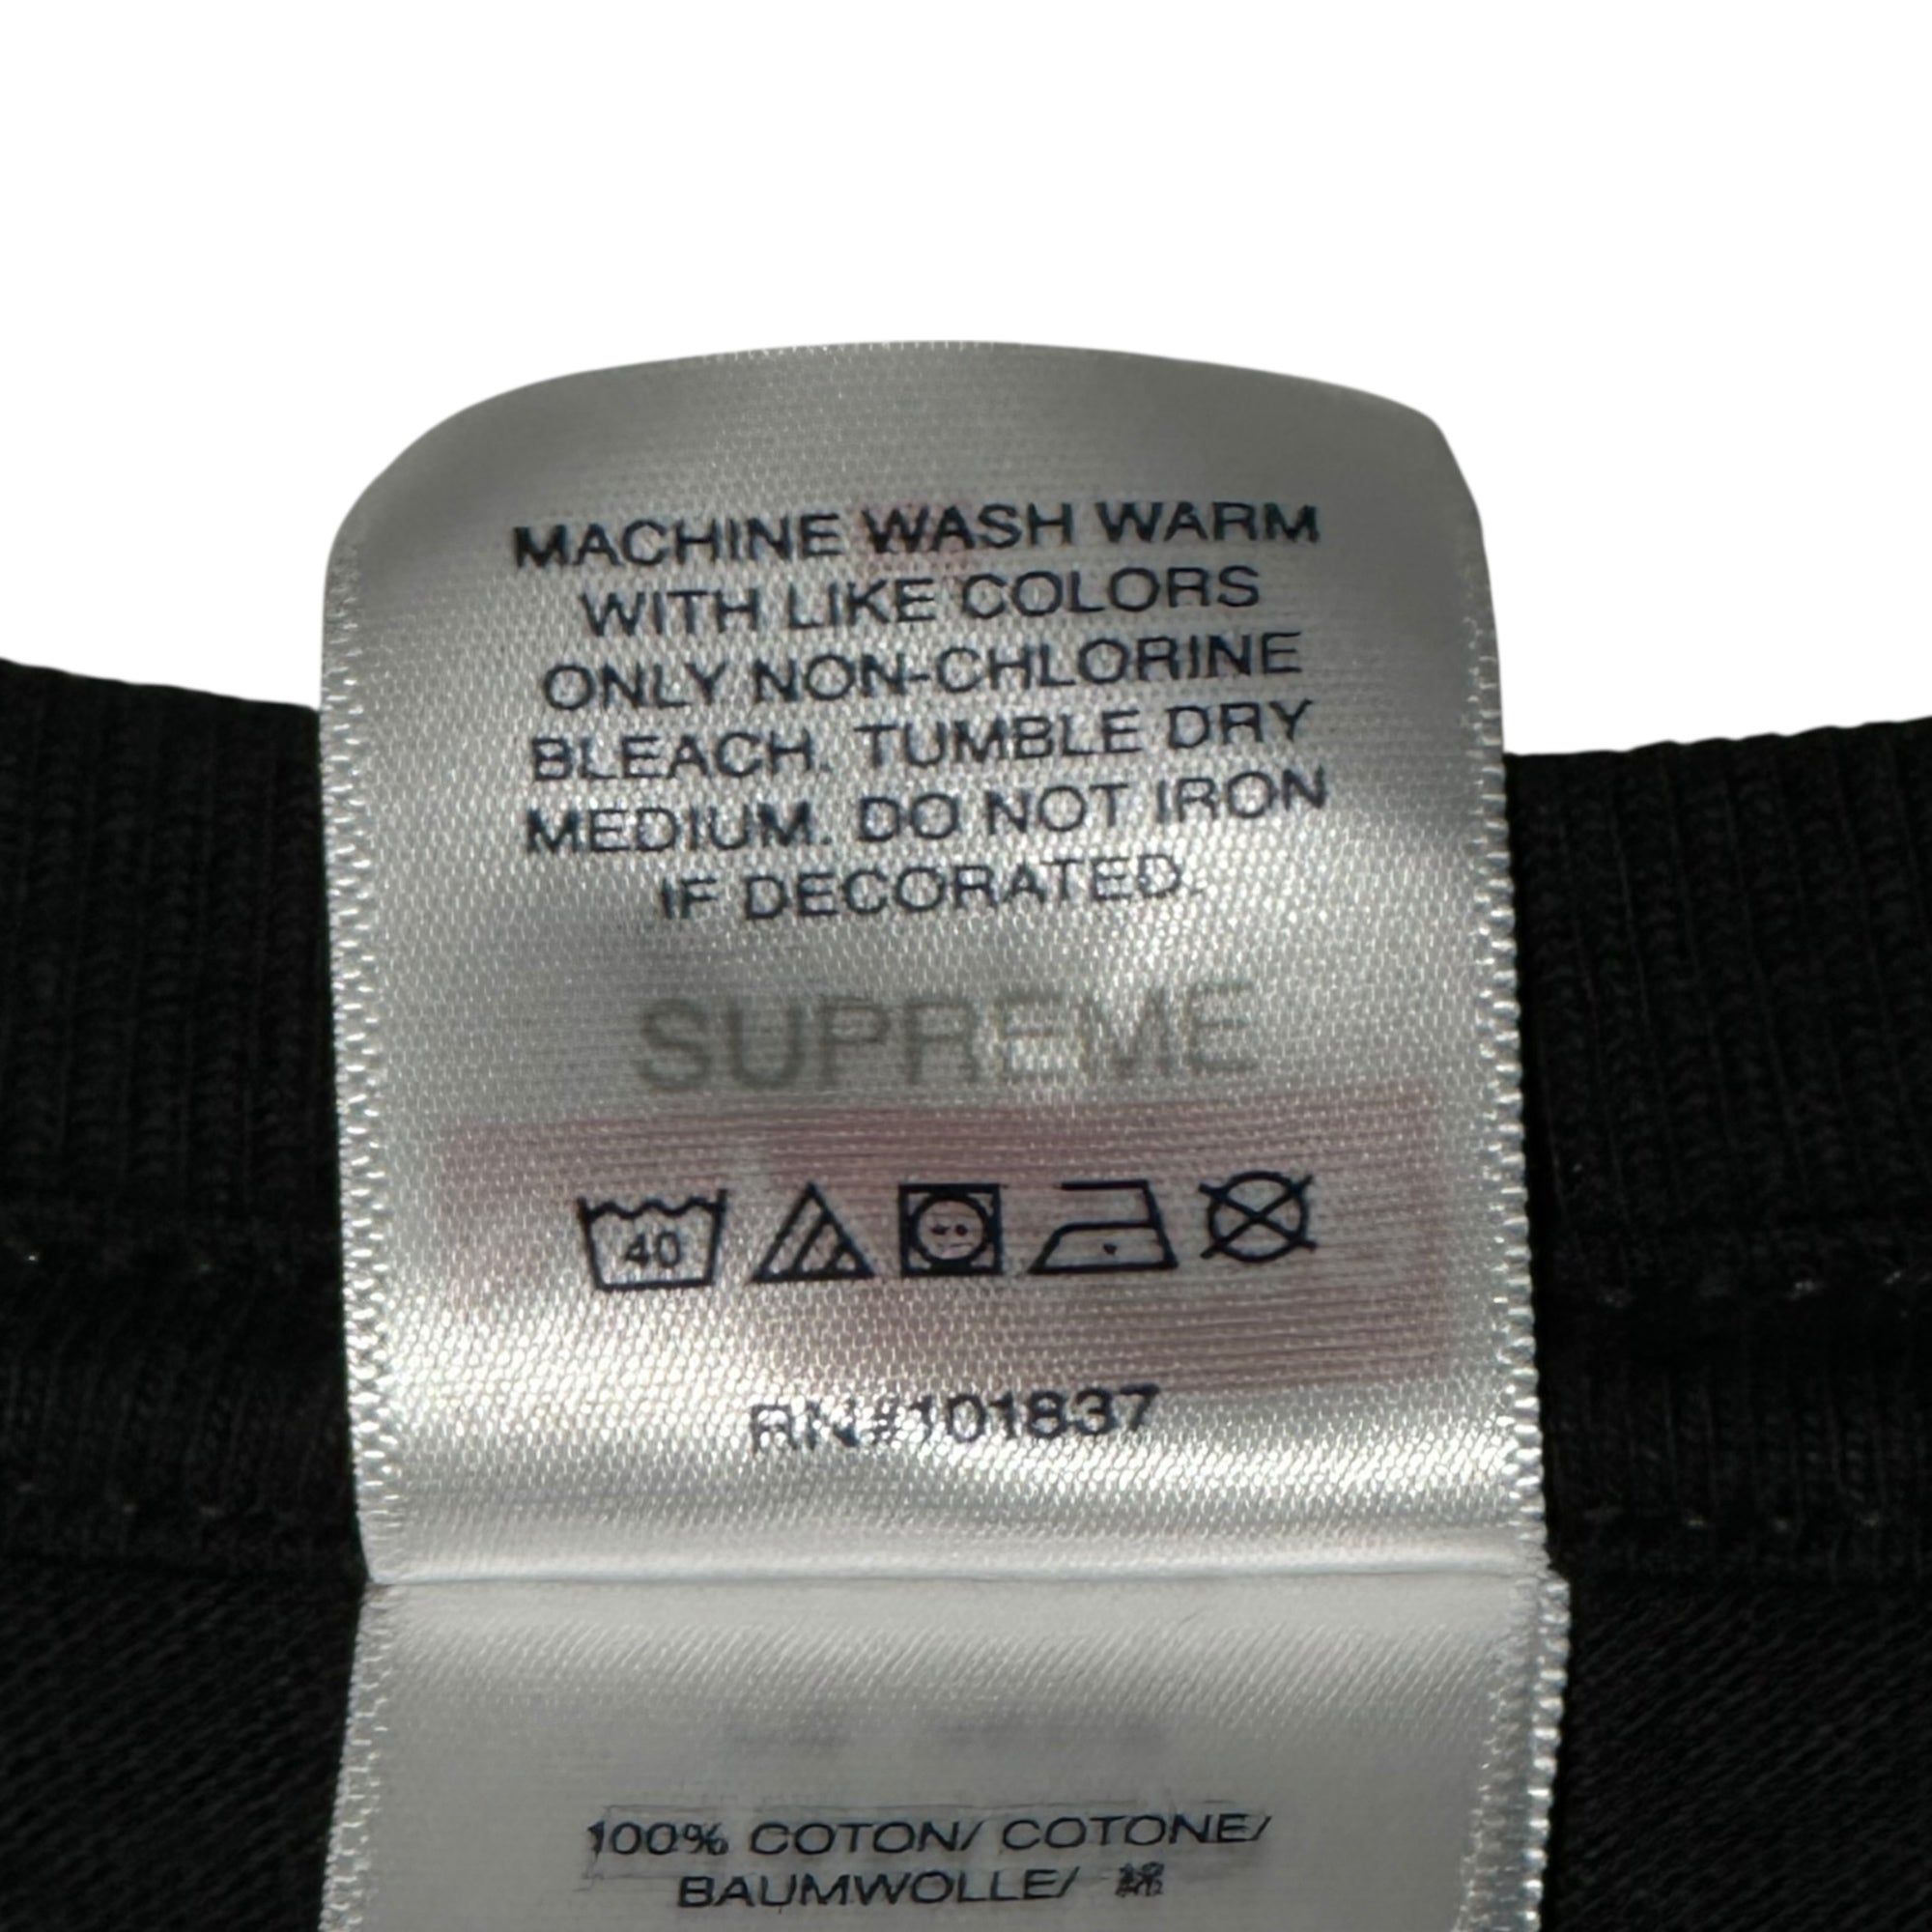 MACHINE WASH WARM
WITH LIKE COLORS
ONLY NON-CHLORINE
BLEACH. TUMBLE DRY
MEDIUM. DO NOT IRON
IF DECORATED.
SUPREME
40
RN#101837
100% COTON/ COTONE/
BAUMWOLLE/ 綿